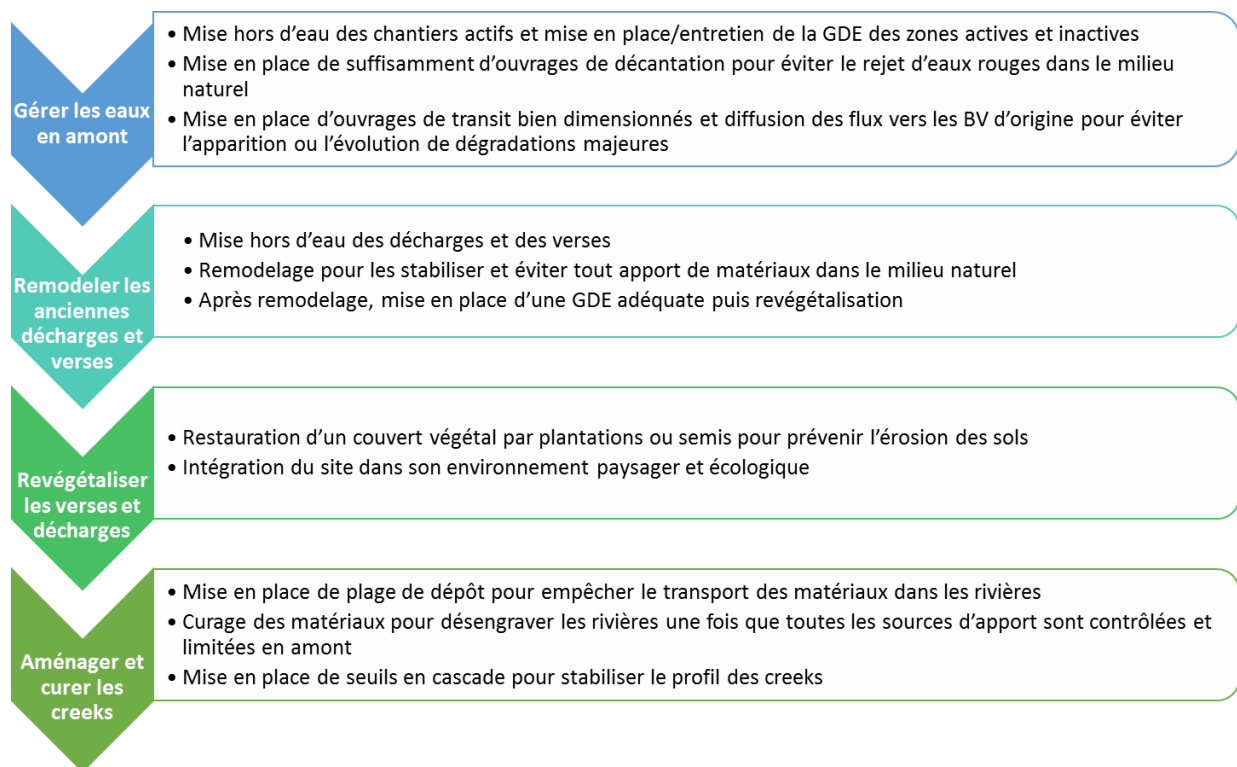 Gérer les eaux
en amont
• Mise hors d’eau des chantiers actifs et mise en place/entretien de la GDE des zones actives et inactives
• Mise en place de suffisamment d’ouvrages de décantation pour éviter le rejet d’eaux rouges dans le milieu
naturel
• Mise en place d’ouvrages de transit bien dimensionnés et diffusion des flux vers les BV d’origine pour éviter
l’apparition ou l’évolution de dégradations majeures
Remodeler les
anciennes
décharges et
verses
• Mise hors d’eau des décharges et des verses
• Remodelage pour les stabiliser et éviter tout apport de matériaux dans le milieu naturel
• Après remodelage, mise en place d’une GDE adéquate puis revégétalisation
Revégétaliser
les verses et
décharges
• Restauration d’un couvert végétal par plantations ou semis pour prévenir l’érosion des sols
• Intégration du site dans son environnement paysager et écologique
Aménager et
curer les
creeks
• Mise en place de plage de dépôt pour empêcher le transport des matériaux dans les rivières
• Curage des matériaux pour désengraver les rivières une fois que toutes les sources d’apport sont contrôlées et
limitées en amont
• Mise en place de seuils en cascade pour stabiliser le profil des creeks